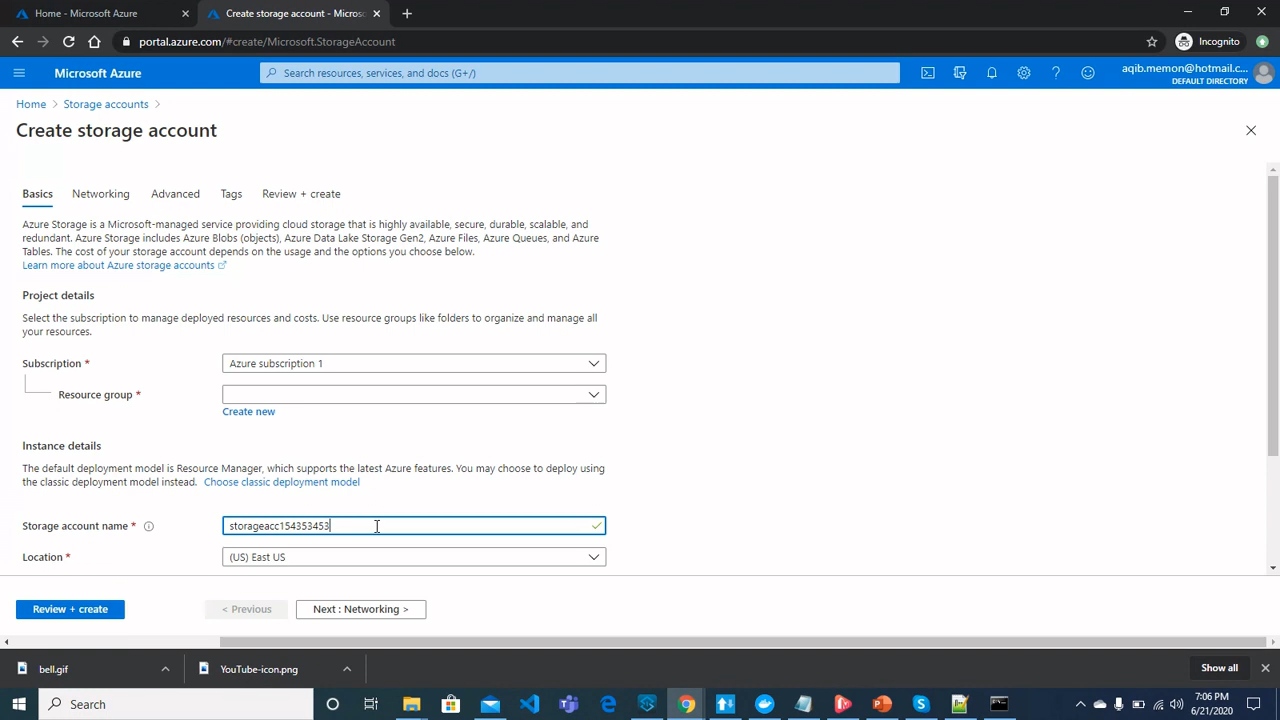 Home - Microsoft Azure
Create storage account - Microso
portal.azure.com/#create/Microsoft.StorageAccount
Incognito
Microsoft Azure
Search resources, services, and docs (G+/)
aqib.memon@hotmail.c...
DEFAULT DIRECTORY
Home > Storage accounts >
Create storage account
Basics Networking Advanced Tags Review + create
Azure Storage is a Microsoft-managed service providing cloud storage that is highly available, secure, durable, scalable, and
redundant. Azure Storage includes Azure Blobs (objects), Azure Data Lake Storage Gen2, Azure Files, Azure Queues, and Azure
Tables. The cost of your storage account depends on the usage and the options you choose below.
Learn more about Azure storage accounts
Project details
Select the subscription to manage deployed resources and costs. Use resource groups like folders to organize and manage all
your resources.
Subscription * Azure subscription 1
Resource group *
Create new
Instance details
The default deployment model is Resource Manager, which supports the latest Azure features. You may choose to deploy using
the classic deployment model instead. Choose classic deployment model
Storage account name * storageacc154353453
Location * (US) East US
Review + create < Previous Next : Networking >
bell.gif YouTube-icon.png Show all
Search
7:06 PM
6/21/2020